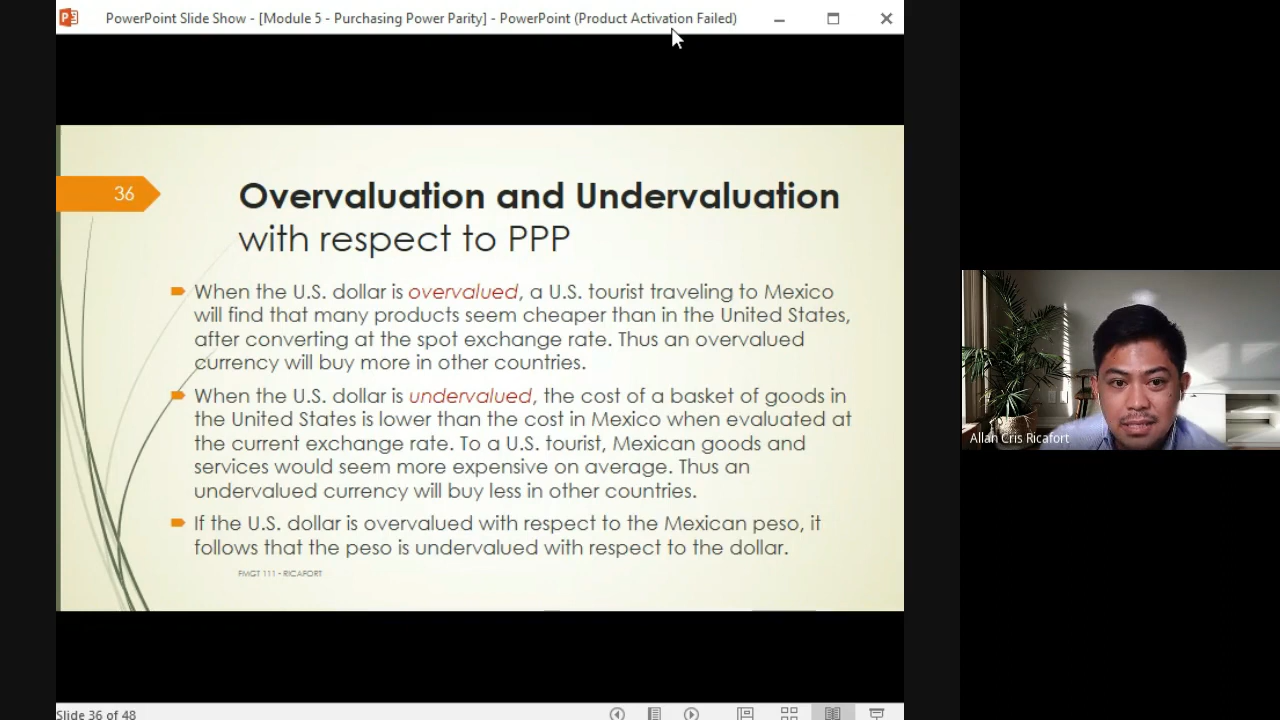 PowerPoint Slide Show - [Module 5 - Purchasing Power Parity] - PowerPoint (Product Activation Failed)
36
Overvaluation and Undervaluation
with respect to PPP
When the U.S. dollar is overvalued, a U.S. tourist traveling to Mexico
will find that many products seem cheaper than in the United States,
after converting at the spot exchange rate. Thus an overvalued
currency will buy more in other countries.
When the U.S. dollar is undervalued, the cost of a basket of goods in
the United States is lower than the cost in Mexico when evaluated at
the current exchange rate. To a U.S. tourist, Mexican goods and
services would seem more expensive on average. Thus an
undervalued currency will buy less in other countries.
If the U.S. dollar is overvalued with respect to the Mexican peso, it
follows that the peso is undervalued with respect to the dollar.
FMGT 111 - RICAFORT
Allan Cris Ricafort
Slide 36 of 48